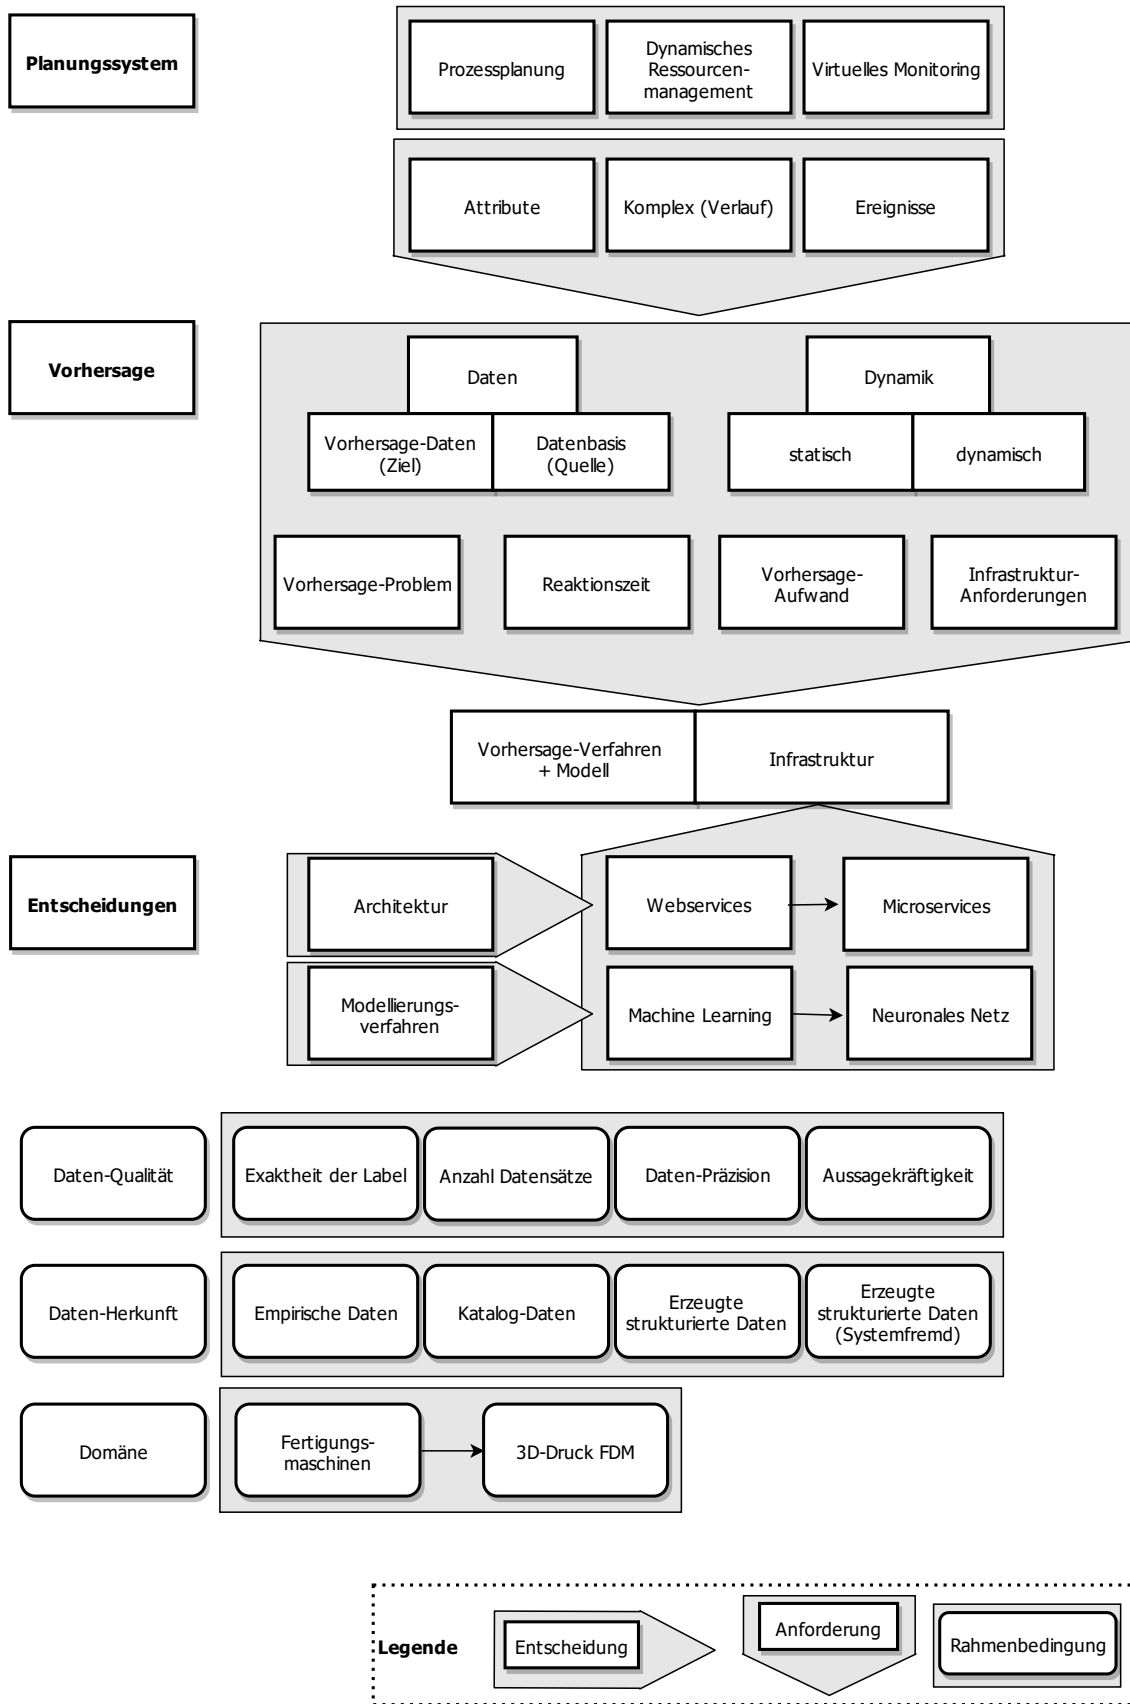 Planungssystem
Prozessplanung
Dynamisches
Ressourcen-
management
Virtuelles Monitoring
Attribute
Komplex (Verlauf)
Ereignisse
Vorhersage
Daten
Dynamik
Vorhersage-Daten
(Ziel)
Datenbasis
(Quelle)
statisch
dynamisch
Vorhersage-Problem
Reaktionszeit
Vorhersage-
Aufwand
Infrastruktur-
Anforderungen
Vorhersage-Verfahren
+ Modell
Infrastruktur
Entscheidungen
Architektur
Webservices
Microservices
Modellierungs-
verfahren
Machine Learning
Neuronales Netz
Daten-Qualität
Exaktheit der Label
Anzahl Datensätze
Daten-Präzision
Aussagekräftigkeit
Daten-Herkunft
Empirische Daten
Katalog-Daten
Erzeugte
strukturierte Daten
Erzeugte
strukturierte Daten
(Systemfremd)
Domäne
Fertigungs-
maschinen
3D-Druck FDM
Legende
Entscheidung
Anforderung
Rahmenbedingung